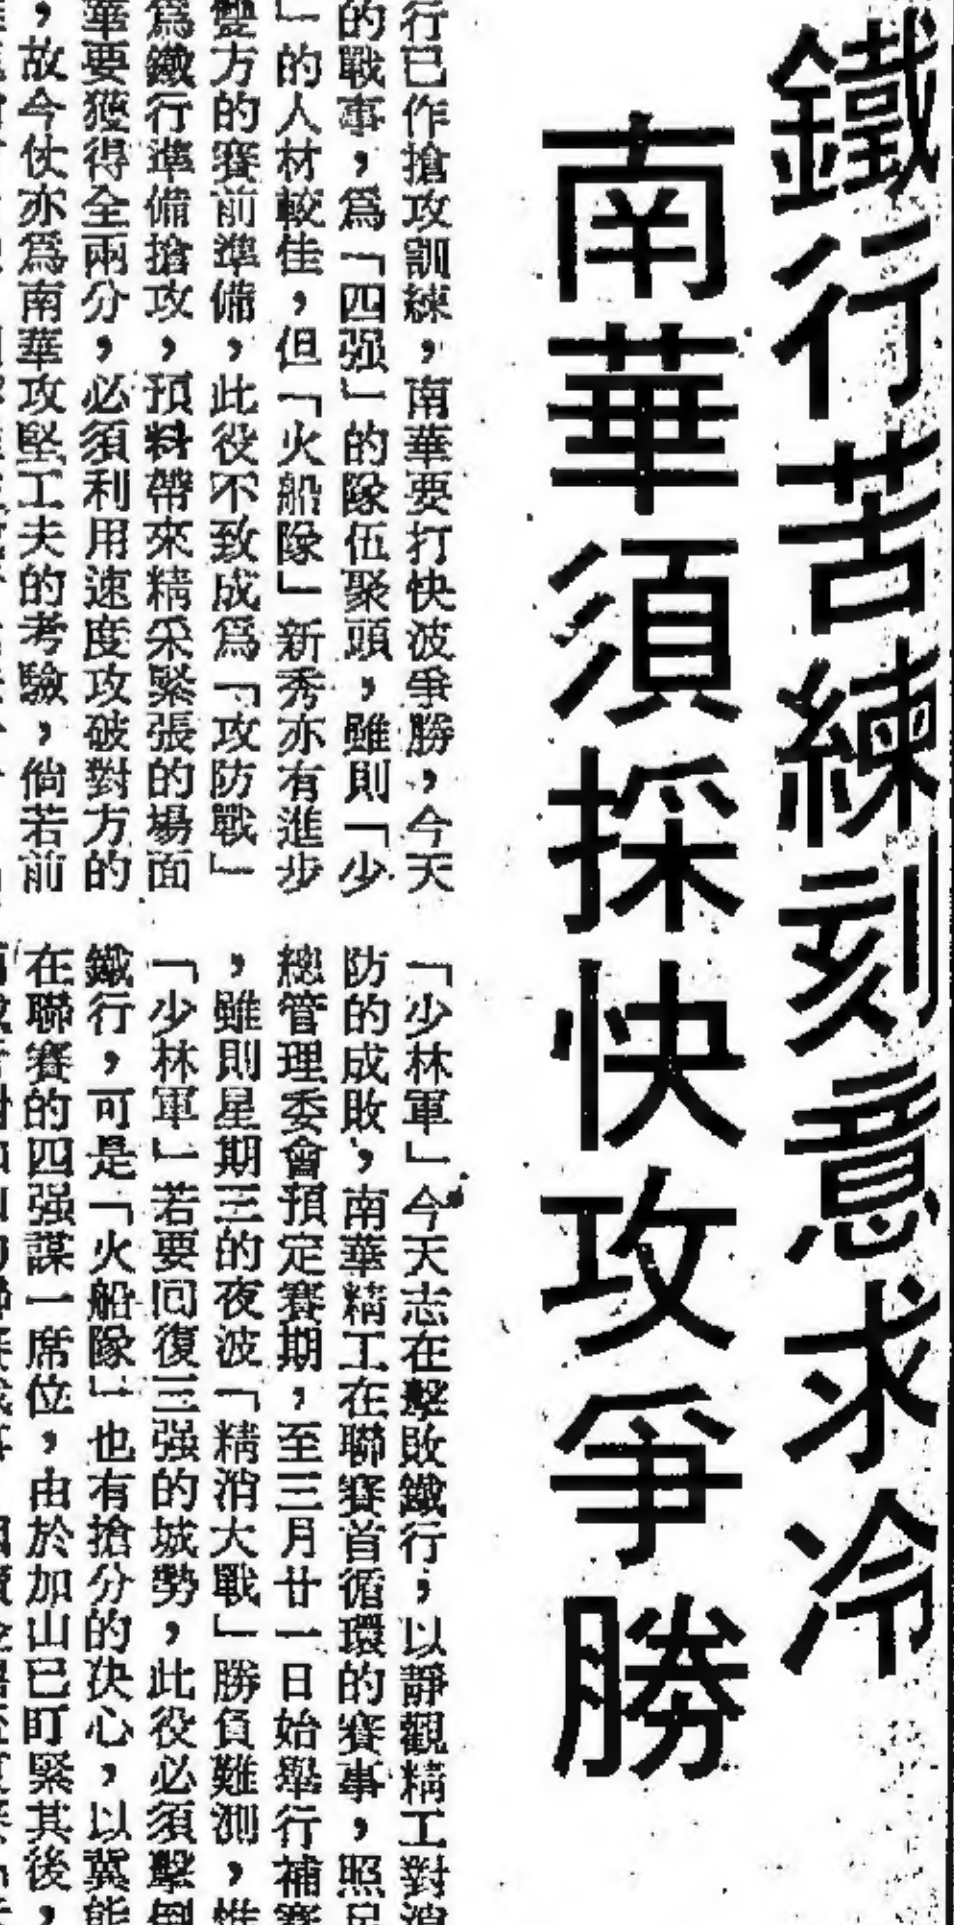 鐵行苦練刻意求冷
南華須採快攻爭勝
行已作搶攻訓練，南華要打快波爭勝，今天
的戰事，爲「四强」的隊伍聚頭，雖則「少
」的人材較佳，但「火船隊」新秀亦有進步
雙方的賽前準備，此役不致成爲「攻防戰」
爲鐵行準備搶攻，預料帶來精采緊張的場面
華要獲得全兩分，必須利用速度攻破對方的
，故今仗亦爲南華攻堅工夫的考驗，倘若前
「少林軍」今天志在擊敗鐵行，以靜觀精工對消
防的成敗，南華精工在聯賽首循環的賽事，照足
總管理委會預定賽期，至三月廿一日始舉行補賽
，雖則星期三的夜波「精消大戰」勝負難測，惟
「少林軍」若要回復三强的城勢，此役必須擊倒
鐵行，可是「火船隊」也有搶分的决心，以冀能
在聯賽的四强謀一席位，由於加山已盯緊其後，